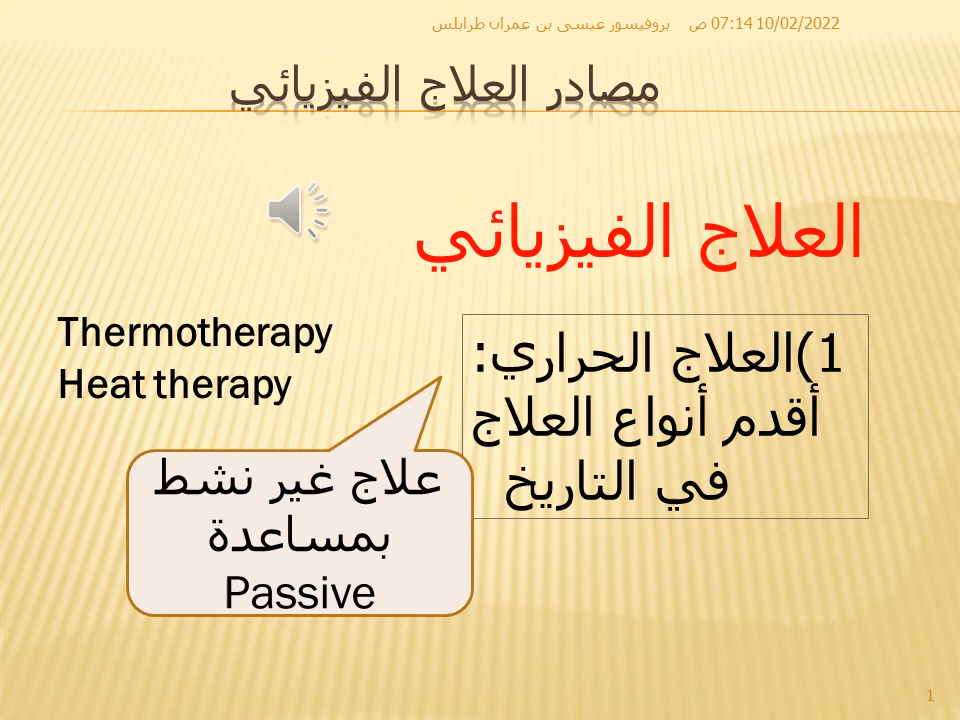 10/02/2022 07:14 ص بروفيسور عيسى بن عمران طرابلس
مصادر العلاج الفيزيائي
العلاج الفيزيائي
Thermotherapy
Heat therapy
1)العلاج الحراري:
أقدم أنواع العلاج
في التاريخ
علاج غير نشط
بمساعدة
Passive
1